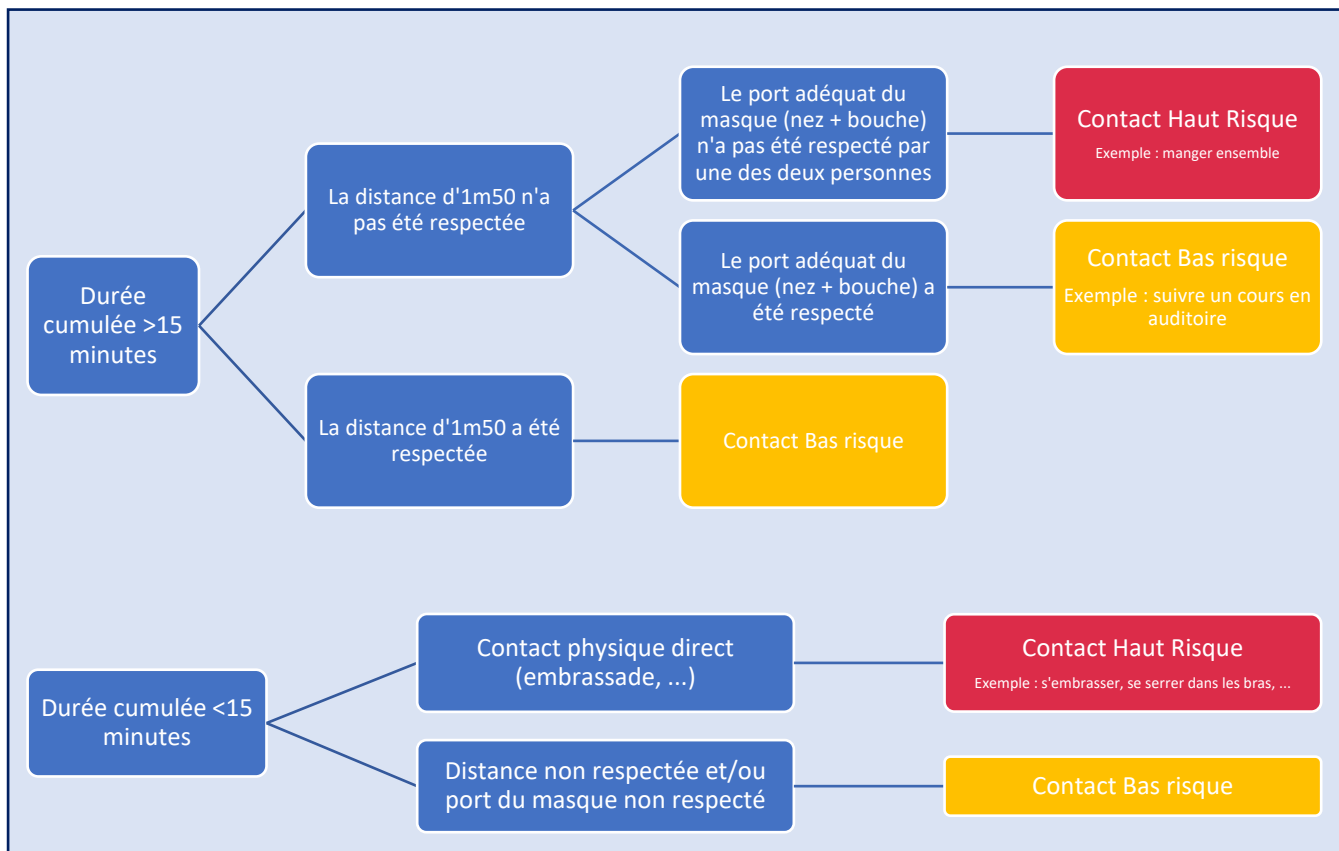 Durée
cumulée >15
minutes
La distance d'1m50 n'a
pas été respectée
Le port adéquat du
masque (nez + bouche)
n'a pas été respecté par
une des deux personnes
Contact Haut Risque
Exemple : manger ensemble
Le port adéquat du
masque (nez + bouche) a
été respecté
Contact Bas risque
Exemple : suivre un cours en
auditoire
La distance d'1m50 a été
respectée
Contact Bas risque
Durée cumulée <15
minutes
Contact physique direct
(embrassade, ...)
Contact Haut Risque
Exemple : s'embrasser, se serrer dans les bras, ...
Distance non respectée et/ou
port du masque non respecté
Contact Bas risque